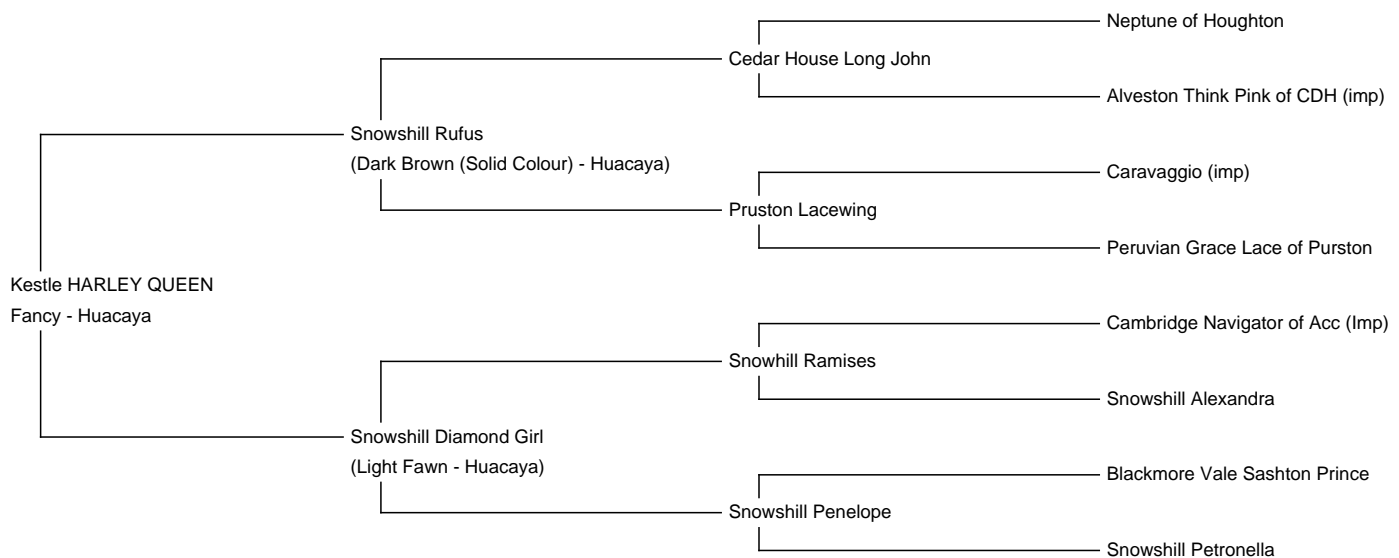 Neptune of Houghton
Cedar House Long John
Alveston Think Pink of CDH (imp)
Snowshill Rufus
(Dark Brown (Solid Colour) - Huacaya)
Caravaggio (imp)
Pruston Lacewing
Peruvian Grace Lace of Purston
Kestle HARLEY QUEEN
Fancy - Huacaya
Cambridge Navigator of Acc (Imp)
Snowhill Ramises
Snowshill Alexandra
Snowshill Diamond Girl
(Light Fawn - Huacaya)
Blackmore Vale Sashton Prince
Snowshill Penelope
Snowshill Petronella